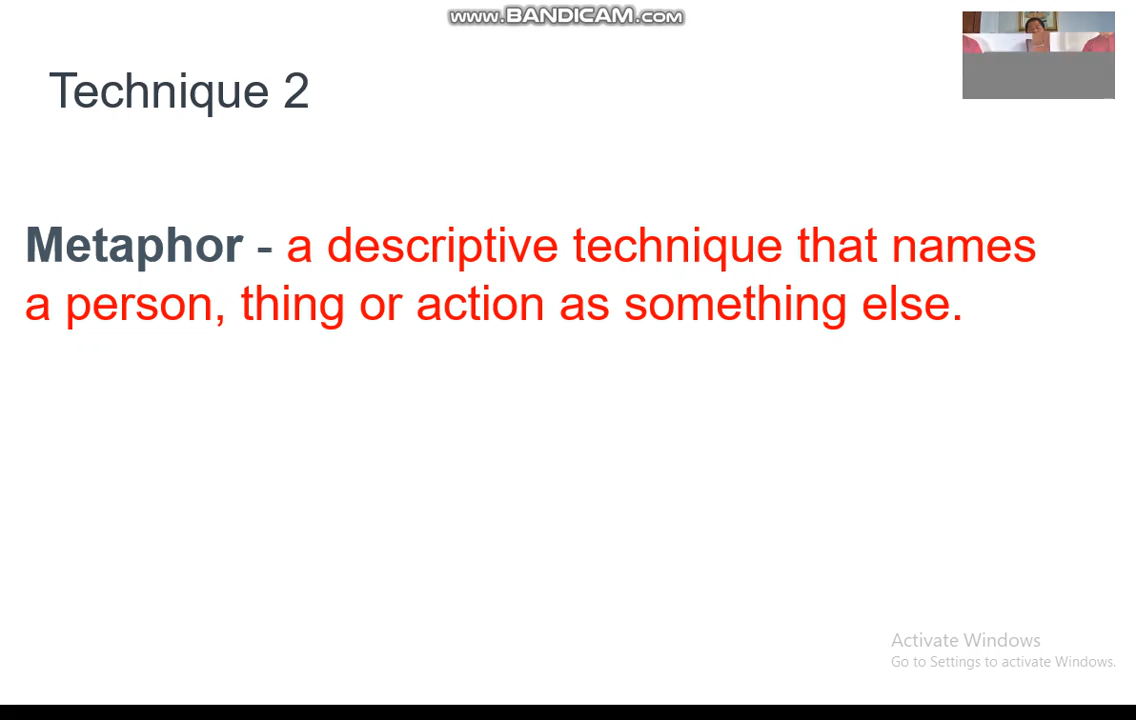 www.BANDICAM.com
Technique 2
Metaphor - a descriptive technique that names
a person, thing or action as something else.
Activate Windows
Go to Settings to activate Windows.